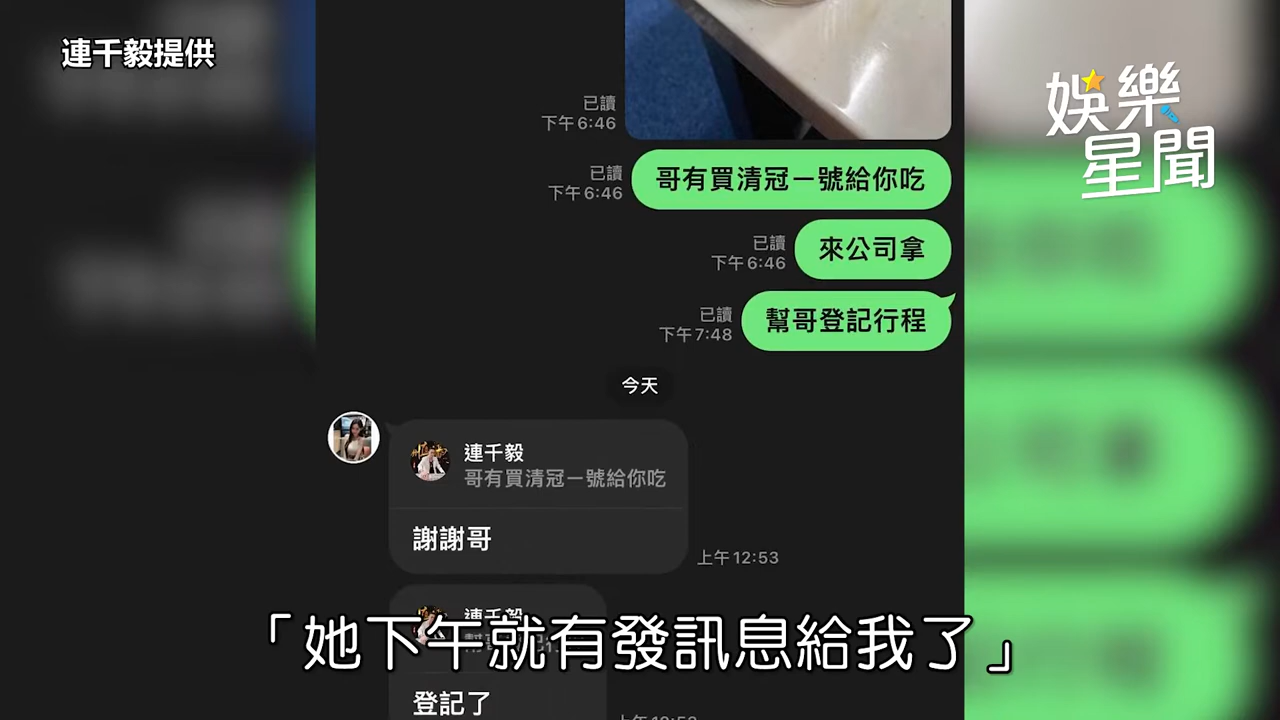 連千毅提供
娛樂
星聞
已讀
下午6:46
已讀
下午6:46
哥有買清冠一號給你吃
已讀
下午6:46
來公司拿
已讀
下午7:48
幫哥登記行程
今天
連千毅
哥有買清冠一號給你吃
謝謝哥
上午12:53
連千毅
「她下午就有發訊息給我了」
登記了